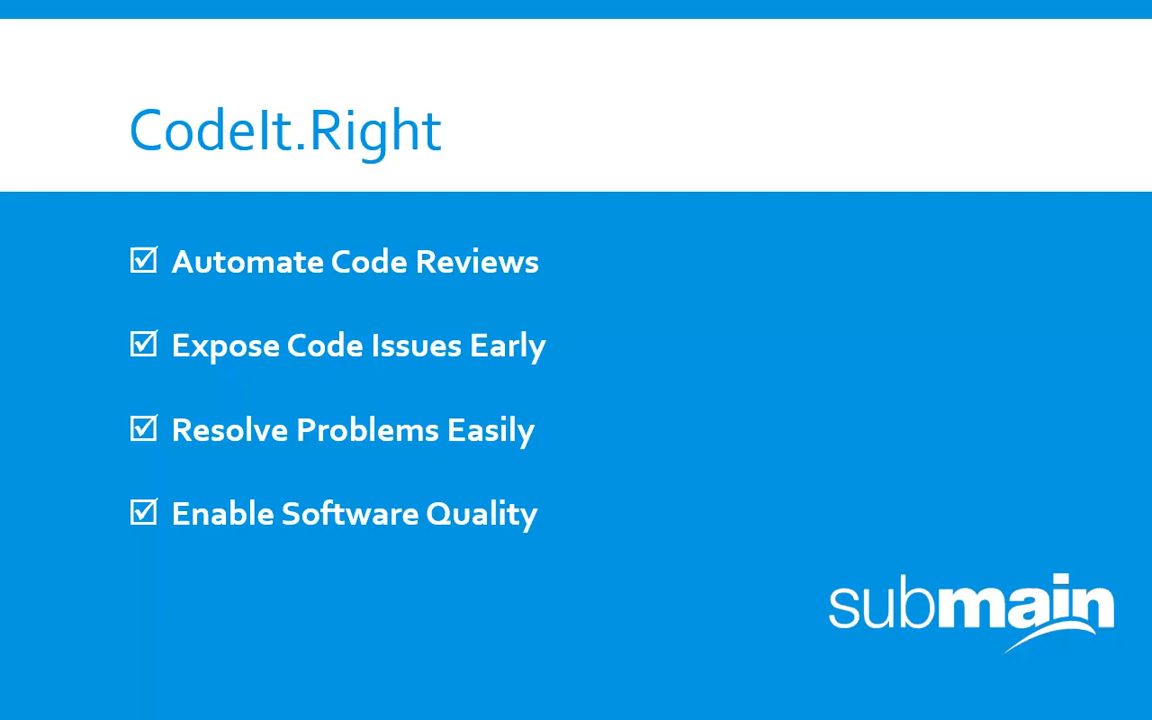 CodeIt.Right
☑ Automate Code Reviews
☑ Expose Code Issues Early
☑ Resolve Problems Easily
☑ Enable Software Quality
submain